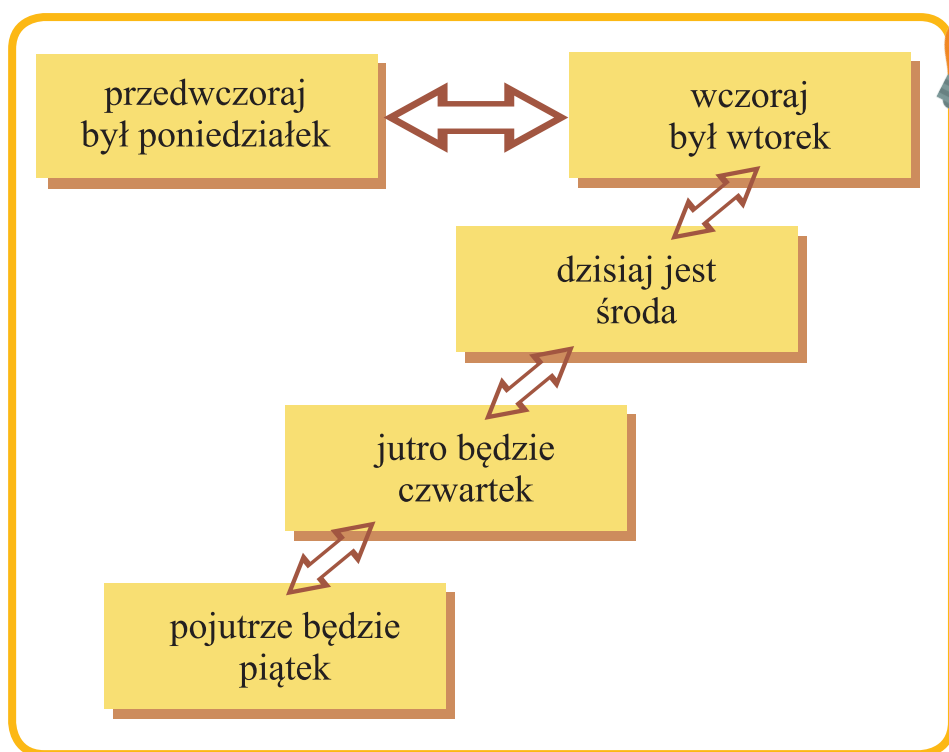 przedwczoraj
był poniedziałek
wczoraj
był wtorek
dzisiaj jest
środa
jutro będzie
czwartek
pojutrze będzie
piątek